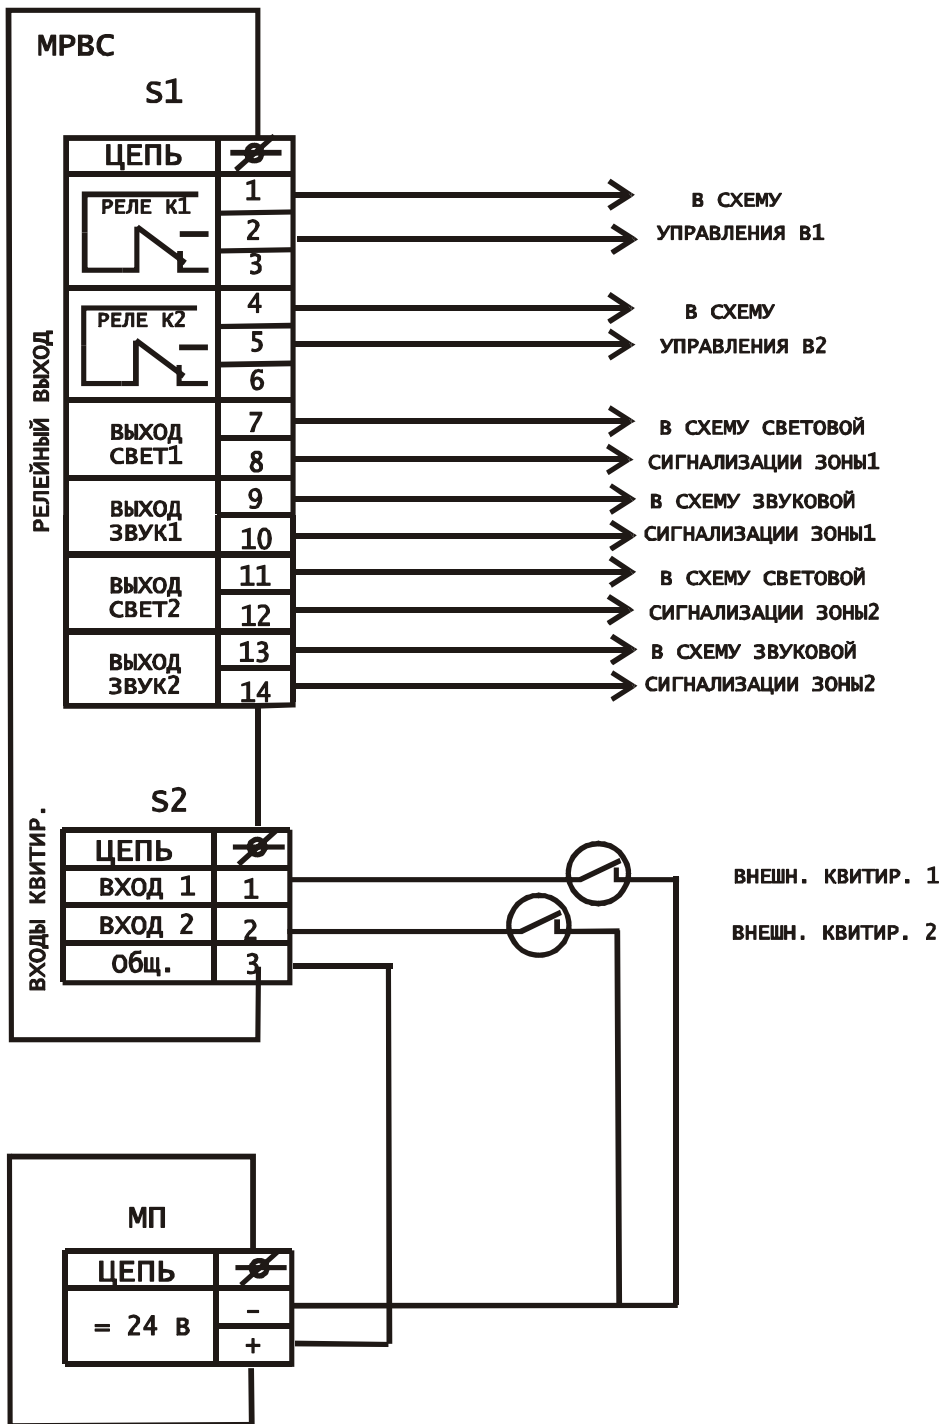 МРВС
S1
ЦЕПЬ
РЕЛЕ К1
1
2
3
РЕЛЕ К2
4
5
6
ВЫХОД
СВЕТ1
7
8
ВЫХОД
ЗВУК1
9
10
ВЫХОД
СВЕТ2
11
12
ВЫХОД
ЗВУК2
13
14
РЕЛЕЙНЫЙ ВЫХОД
В СХЕМУ
УПРАВЛЕНИЯ В1
В СХЕМУ
УПРАВЛЕНИЯ В2
В СХЕМУ СВЕТОВОЙ
СИГНАЛИЗАЦИИ ЗОНЫ1
В СХЕМУ ЗВУКОВОЙ
СИГНАЛИЗАЦИИ ЗОНЫ1
В СХЕМУ СВЕТОВОЙ
СИГНАЛИЗАЦИИ ЗОНЫ2
В СХЕМУ ЗВУКОВОЙ
СИГНАЛИЗАЦИИ ЗОНЫ2
S2
ВХОДЫ КВИТИР.
ЦЕПЬ
ВХОД 1
1
ВХОД 2
2
Общ.
3
ВНЕШН. КВИТИР. 1
ВНЕШН. КВИТИР. 2
МП
ЦЕПЬ
= 24 В
-
+